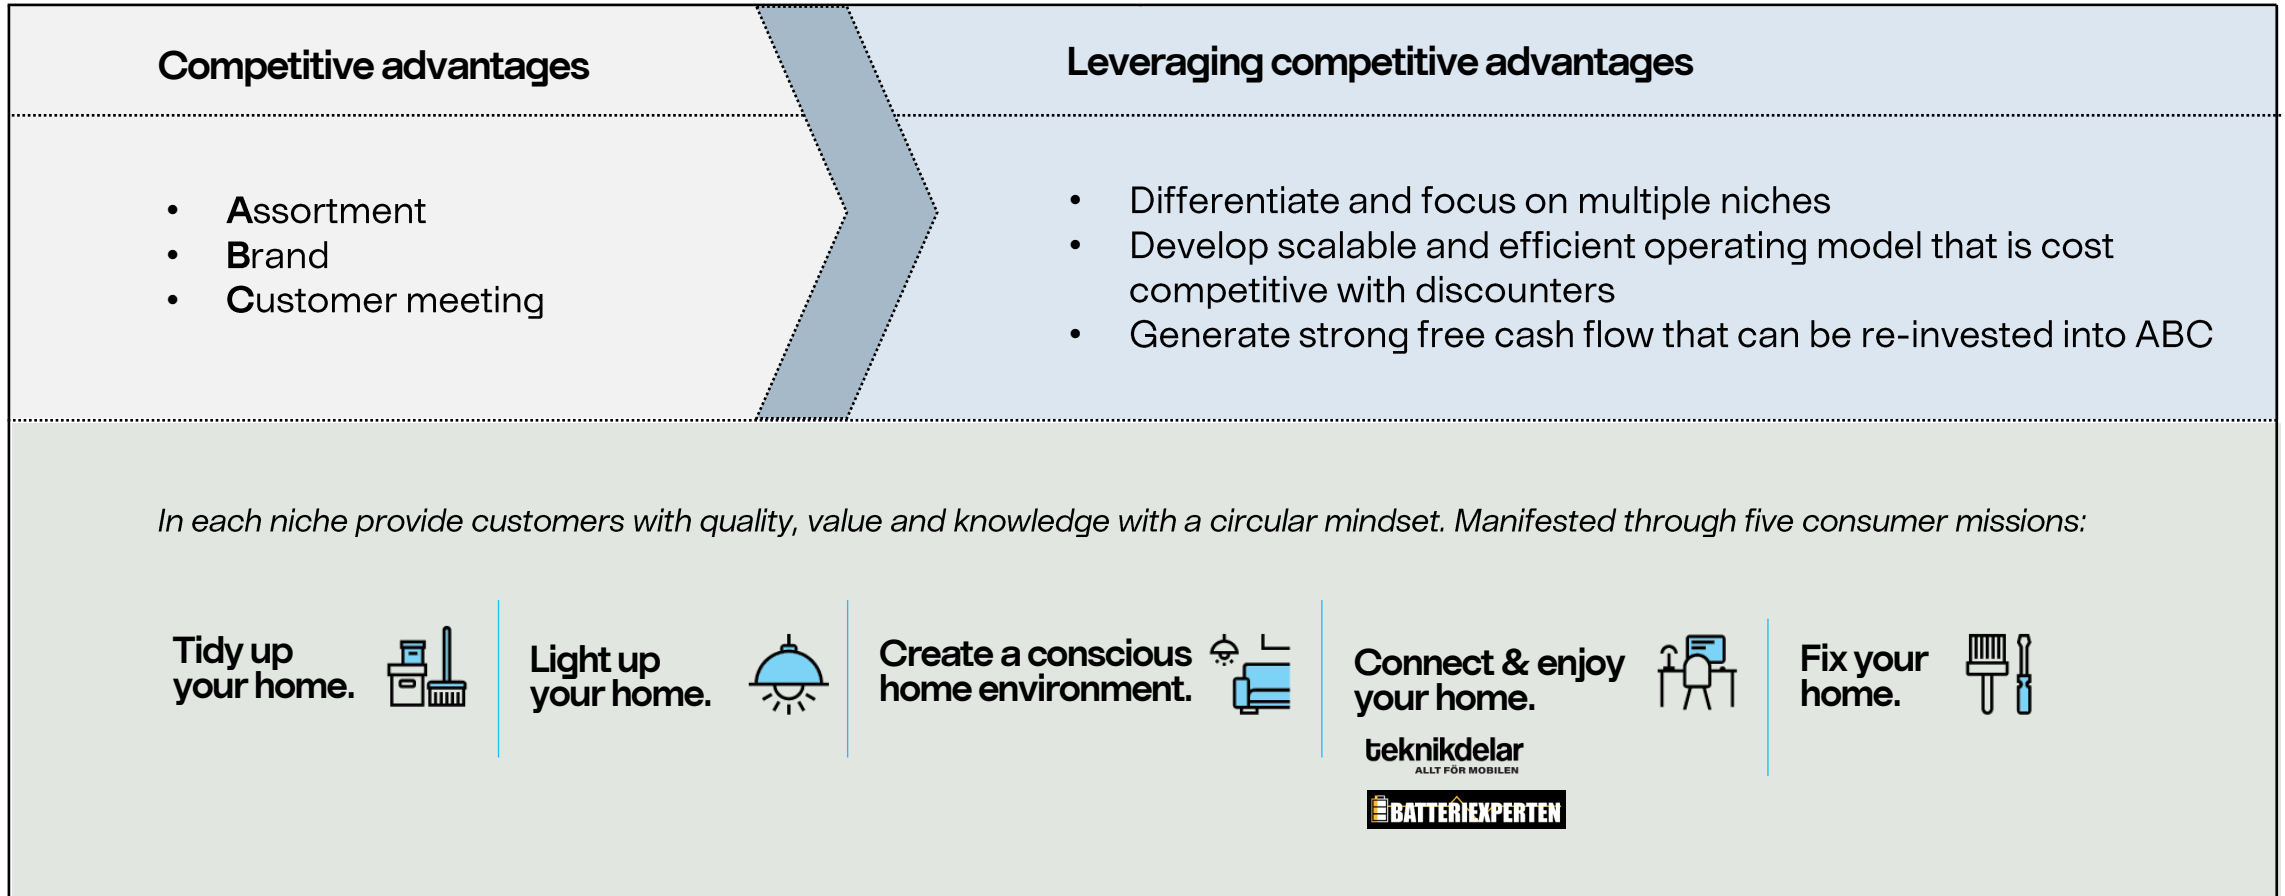 Competitive advantages
Leveraging competitive advantages
• Assortment
• Brand
• Customer meeting
• Differentiate and focus on multiple niches
• Develop scalable and efficient operating model that is cost
competitive with discounters
• Generate strong free cash flow that can be re-invested into ABC
In each niche provide customers with quality, value and knowledge with a circular mindset. Manifested through five consumer missions:
Tidy up
your home.
Light up
your home.
Create a conscious
home environment.
Connect & enjoy
your home.
teknikdelar
ALLT FÖR MOBILEN
BATTERIEXPERTEN
Fix your
home.